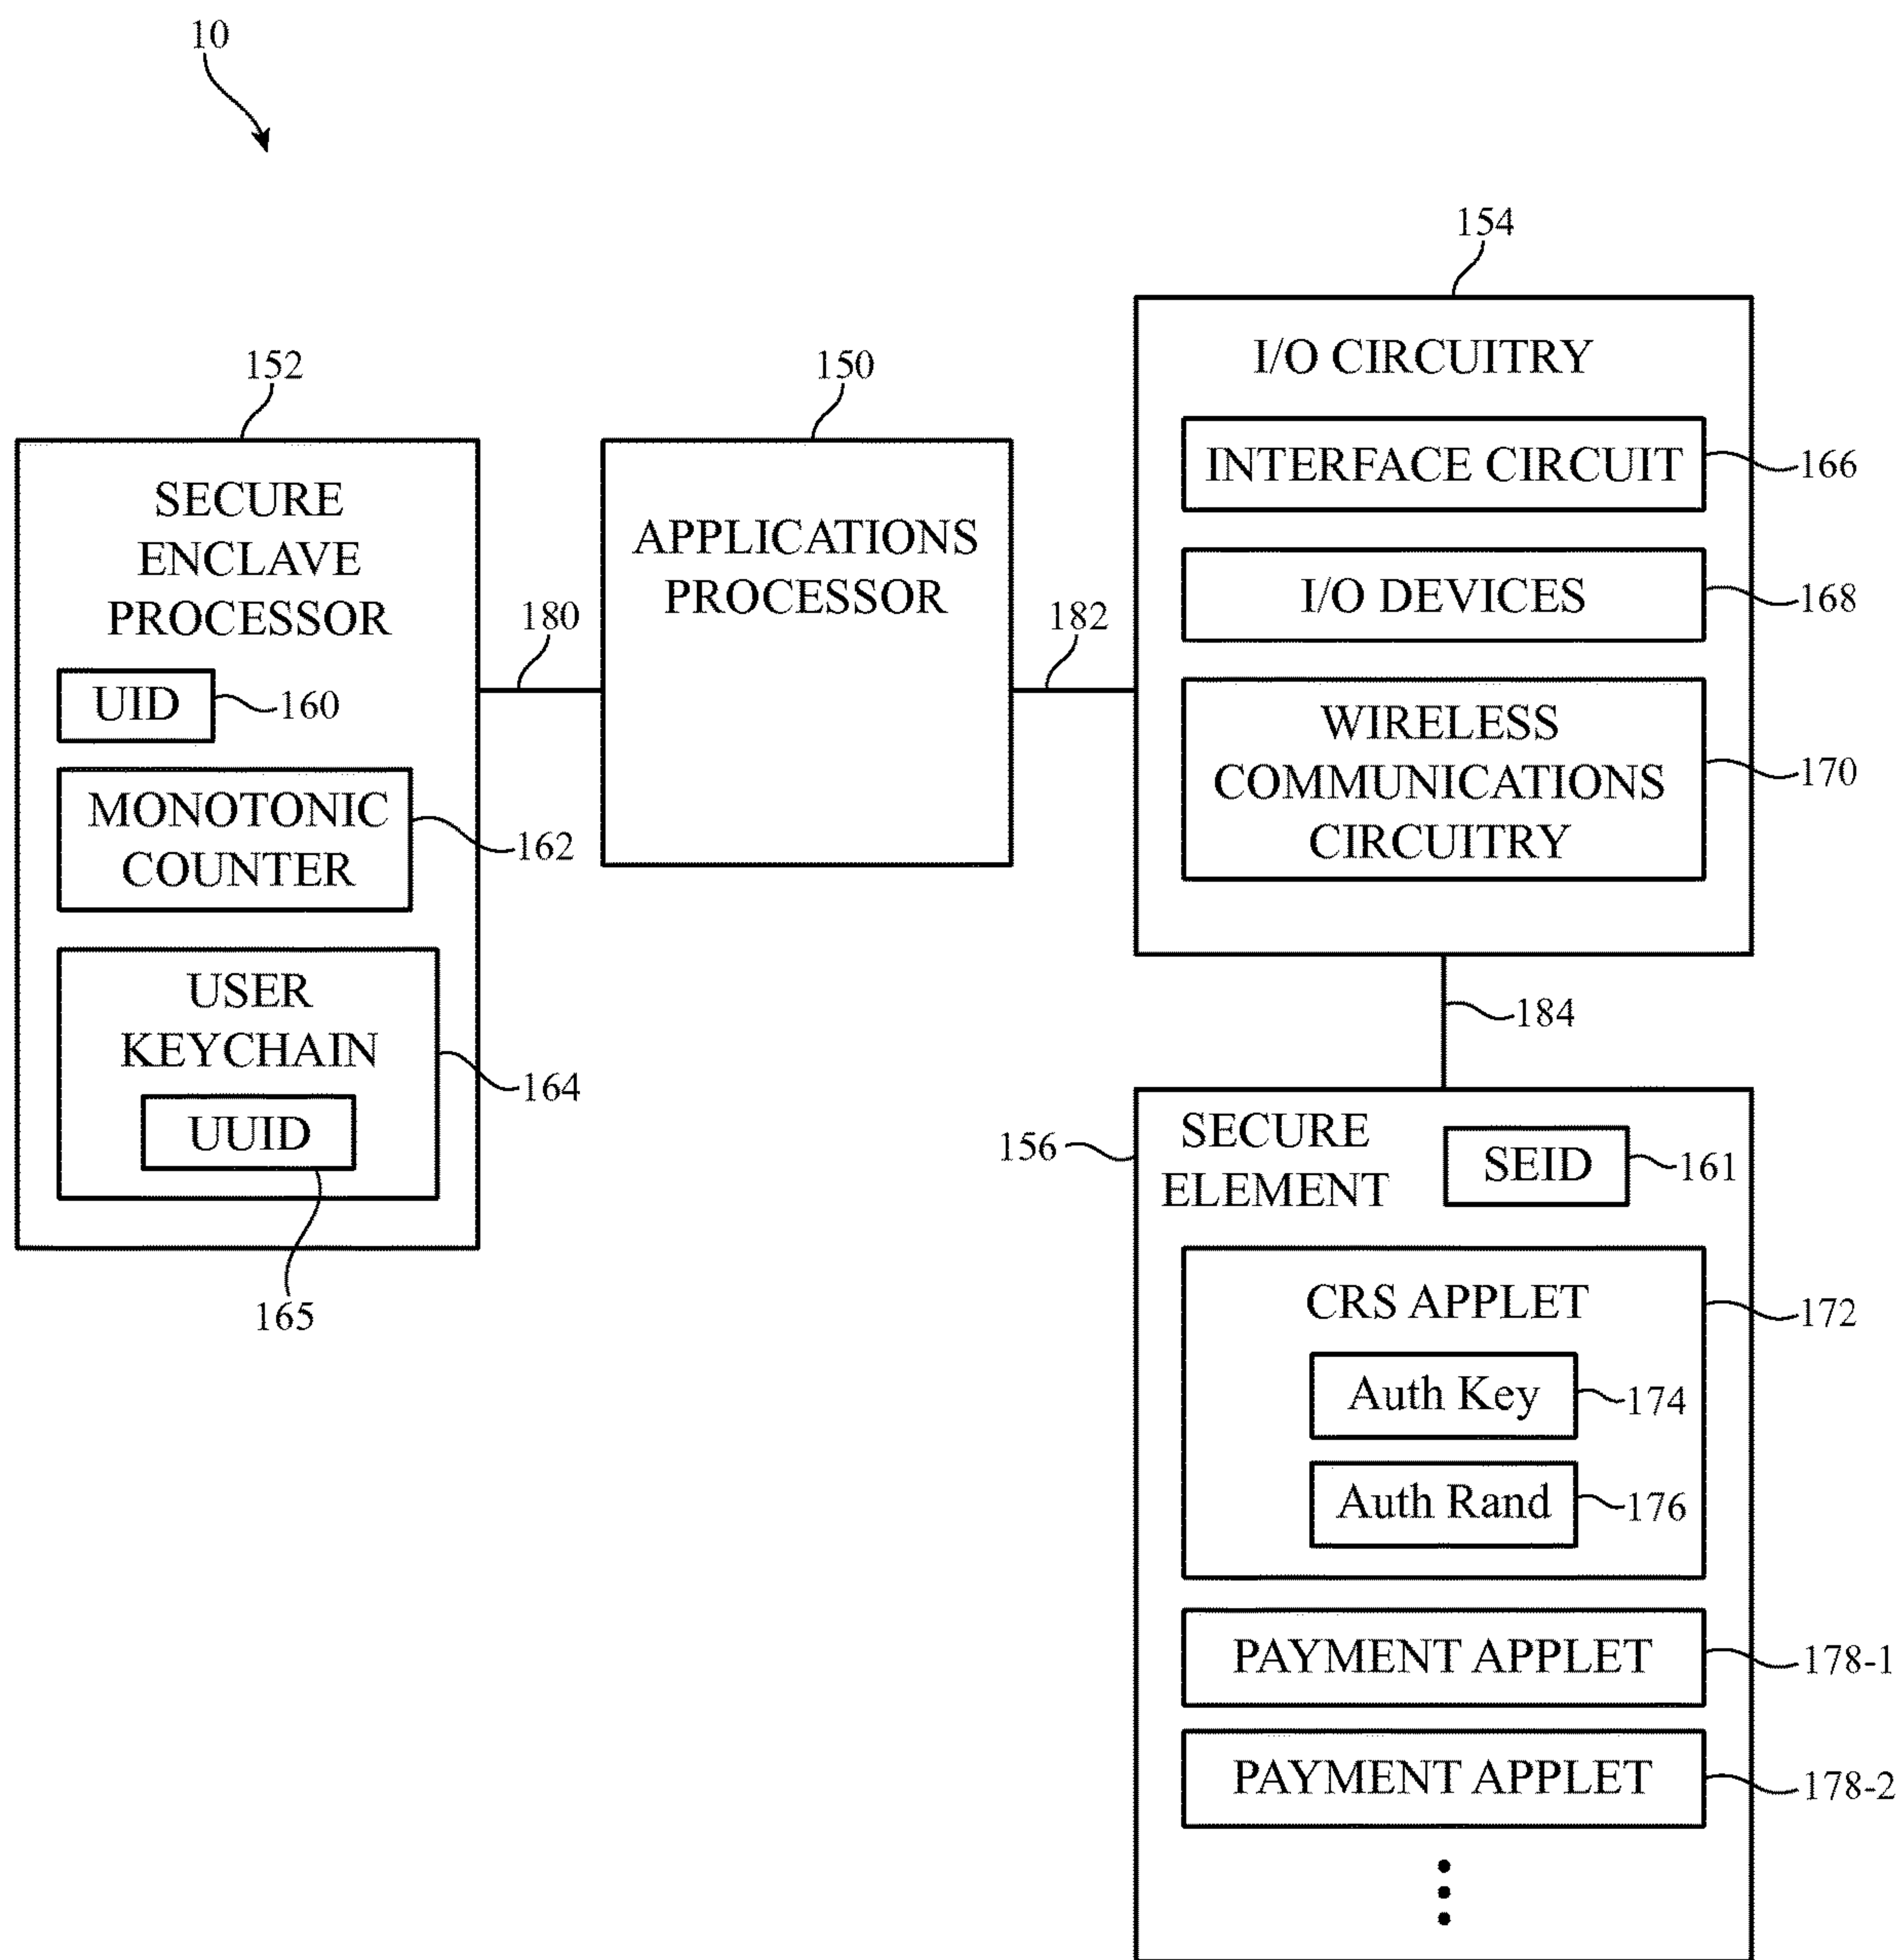 10
154
I/O CIRCUITRY
INTERFACE CIRCUIT
166
I/O DEVICES
168
WIRELESS
COMMUNICATIONS
CIRCUITRY
170
152
SECURE
ENCLAVE
PROCESSOR
UID
160
MONOTONIC
COUNTER
162
USER
KEYCHAIN
164
UUID
165
180
150
APPLICATIONS
PROCESSOR
182
184
156
SECURE
ELEMENT
SEID
161
CRS APPLET
172
Auth Key
174
Auth Rand
176
PAYMENT APPLET
178-1
PAYMENT APPLET
178-2